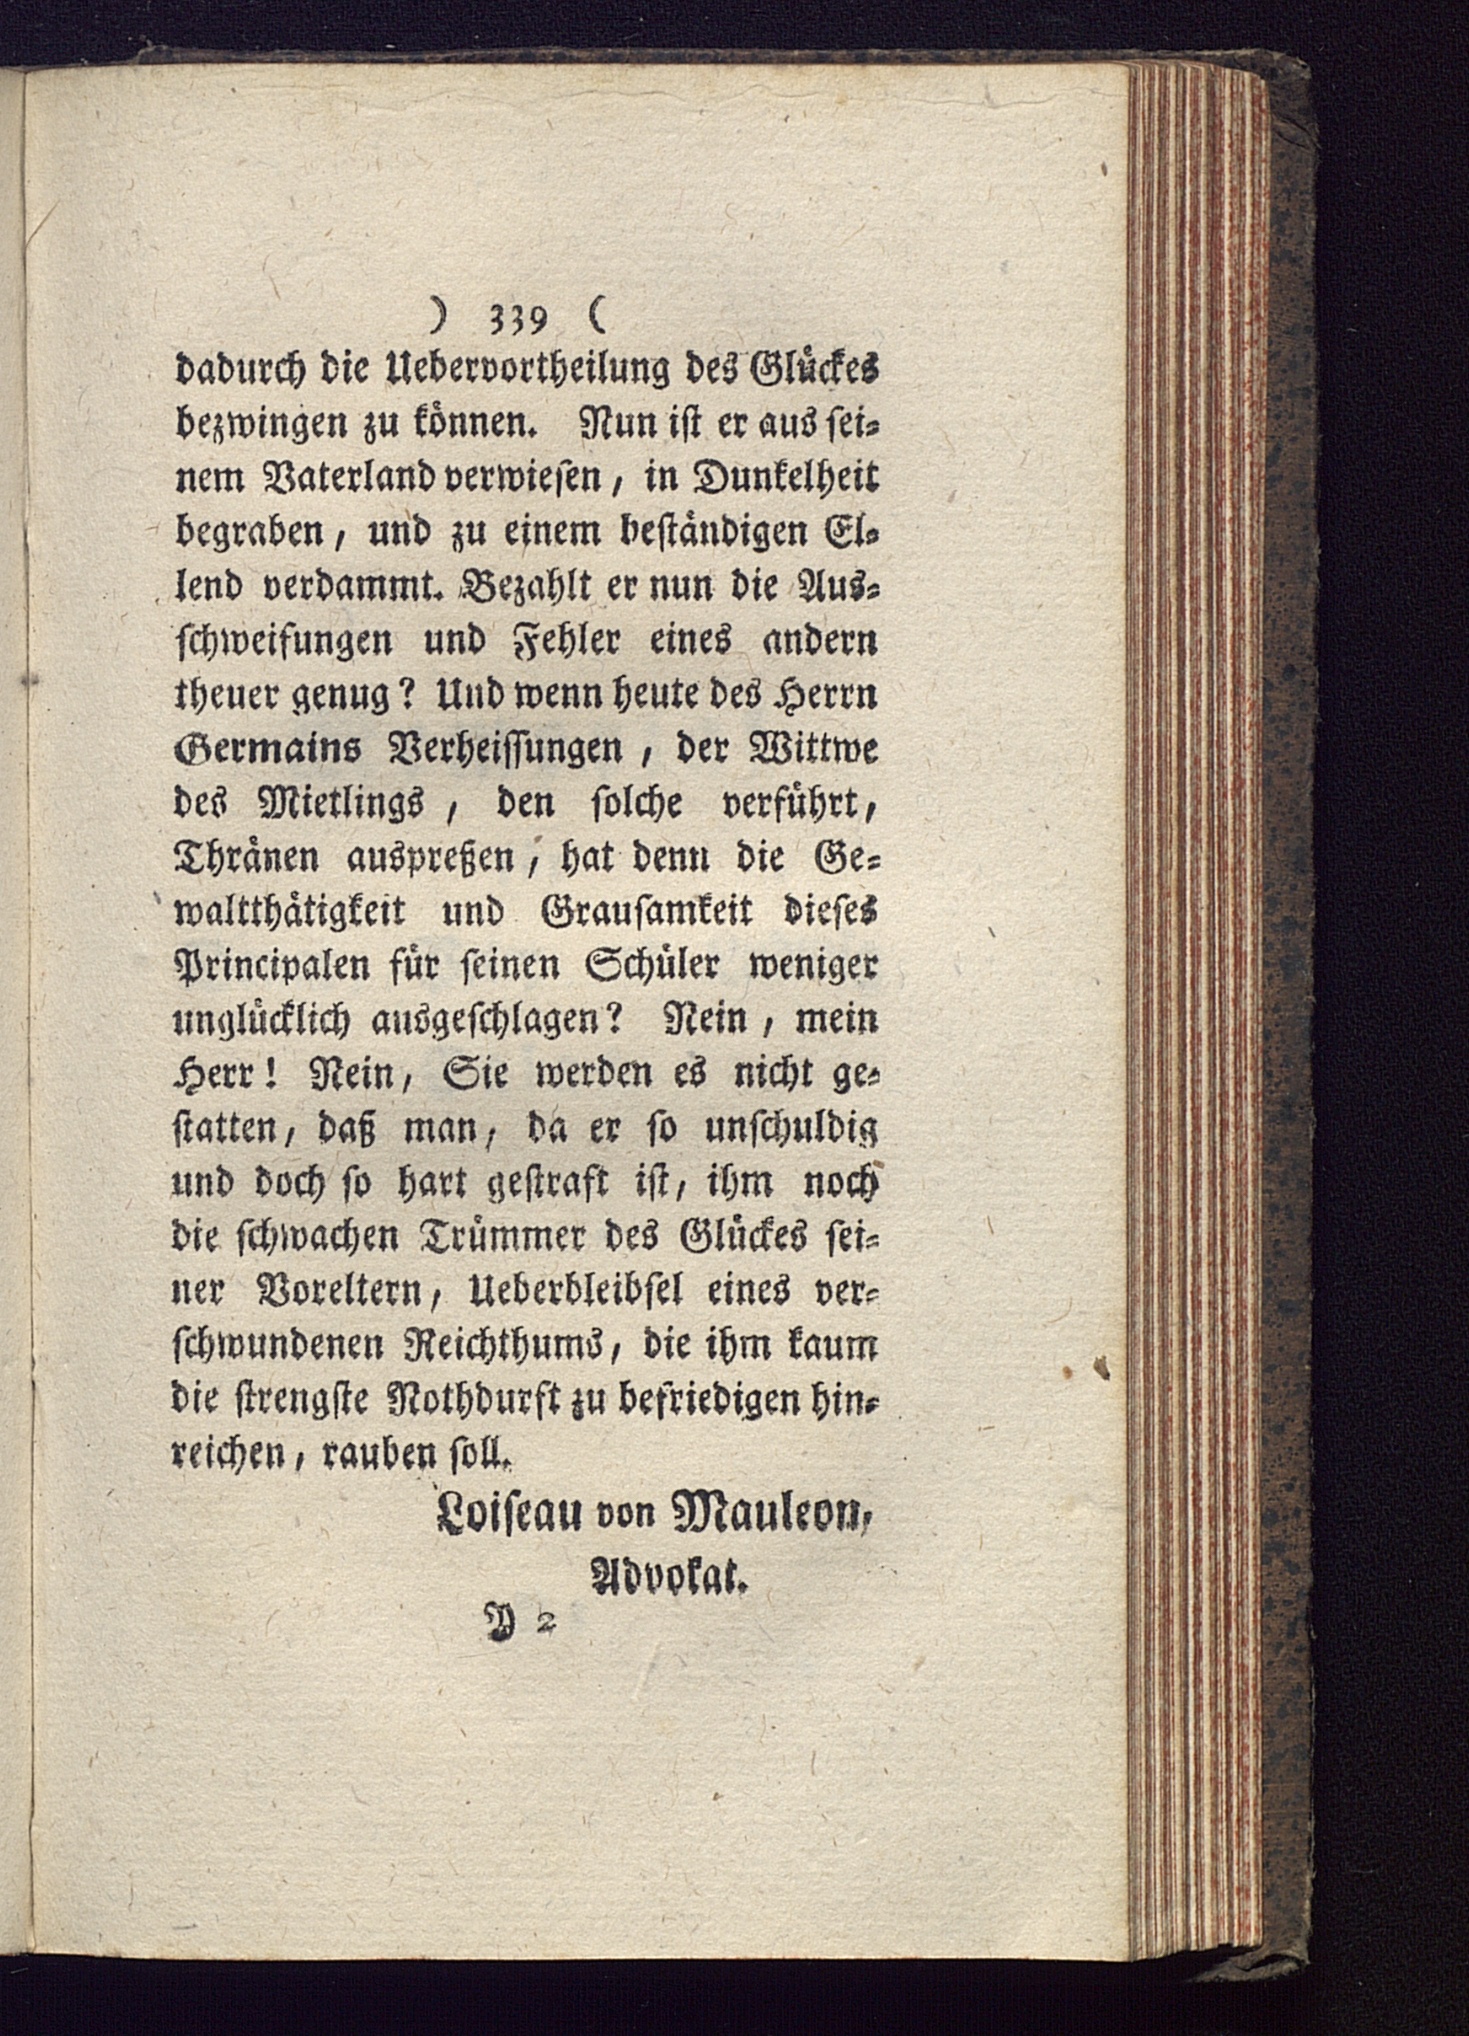 ) 339 (
dadurch die Uebervortheilung des Glückes
bezwingen zu können. Nun ist er aus sei-
nem Vaterland verwiesen, in Dunkelheit
begraben, und zu einem beständigen El-
lend verdammt. Bezahlt er nun die Aus-
schweifungen und Fehler eines andern
theuer genug? Und wenn heute des Herrn
Germains Verheissungen, der Wittwe
des Mietlings, den solche verführt,
Thränen auspreßen, hat denn die Ge-
waltthätigkeit und Grausamkeit dieses
Principalen für seinen Schüler weniger
unglücklich ausgeschlagen? Nein, mein
Herr! Nein, Sie werden es nicht ge-
statten, daß man, da er so unschuldig
und doch so hart gestraft ist, ihm noch
die schwachen Trümmer des Glückes sei-
ner Voreltern, Ueberbleibsel eines ver-
schwundenen Reichthums, die ihm kaum
die strengste Nothdurft zu befriedigen hin-
reichen, rauben soll.
Loiseau von Mauleon,
Advokat.
Y 2